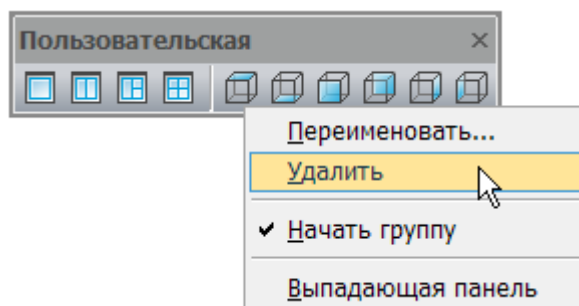 Пользовательская
Переименовать...
Удалить
Начать группу
Выпадающая панель